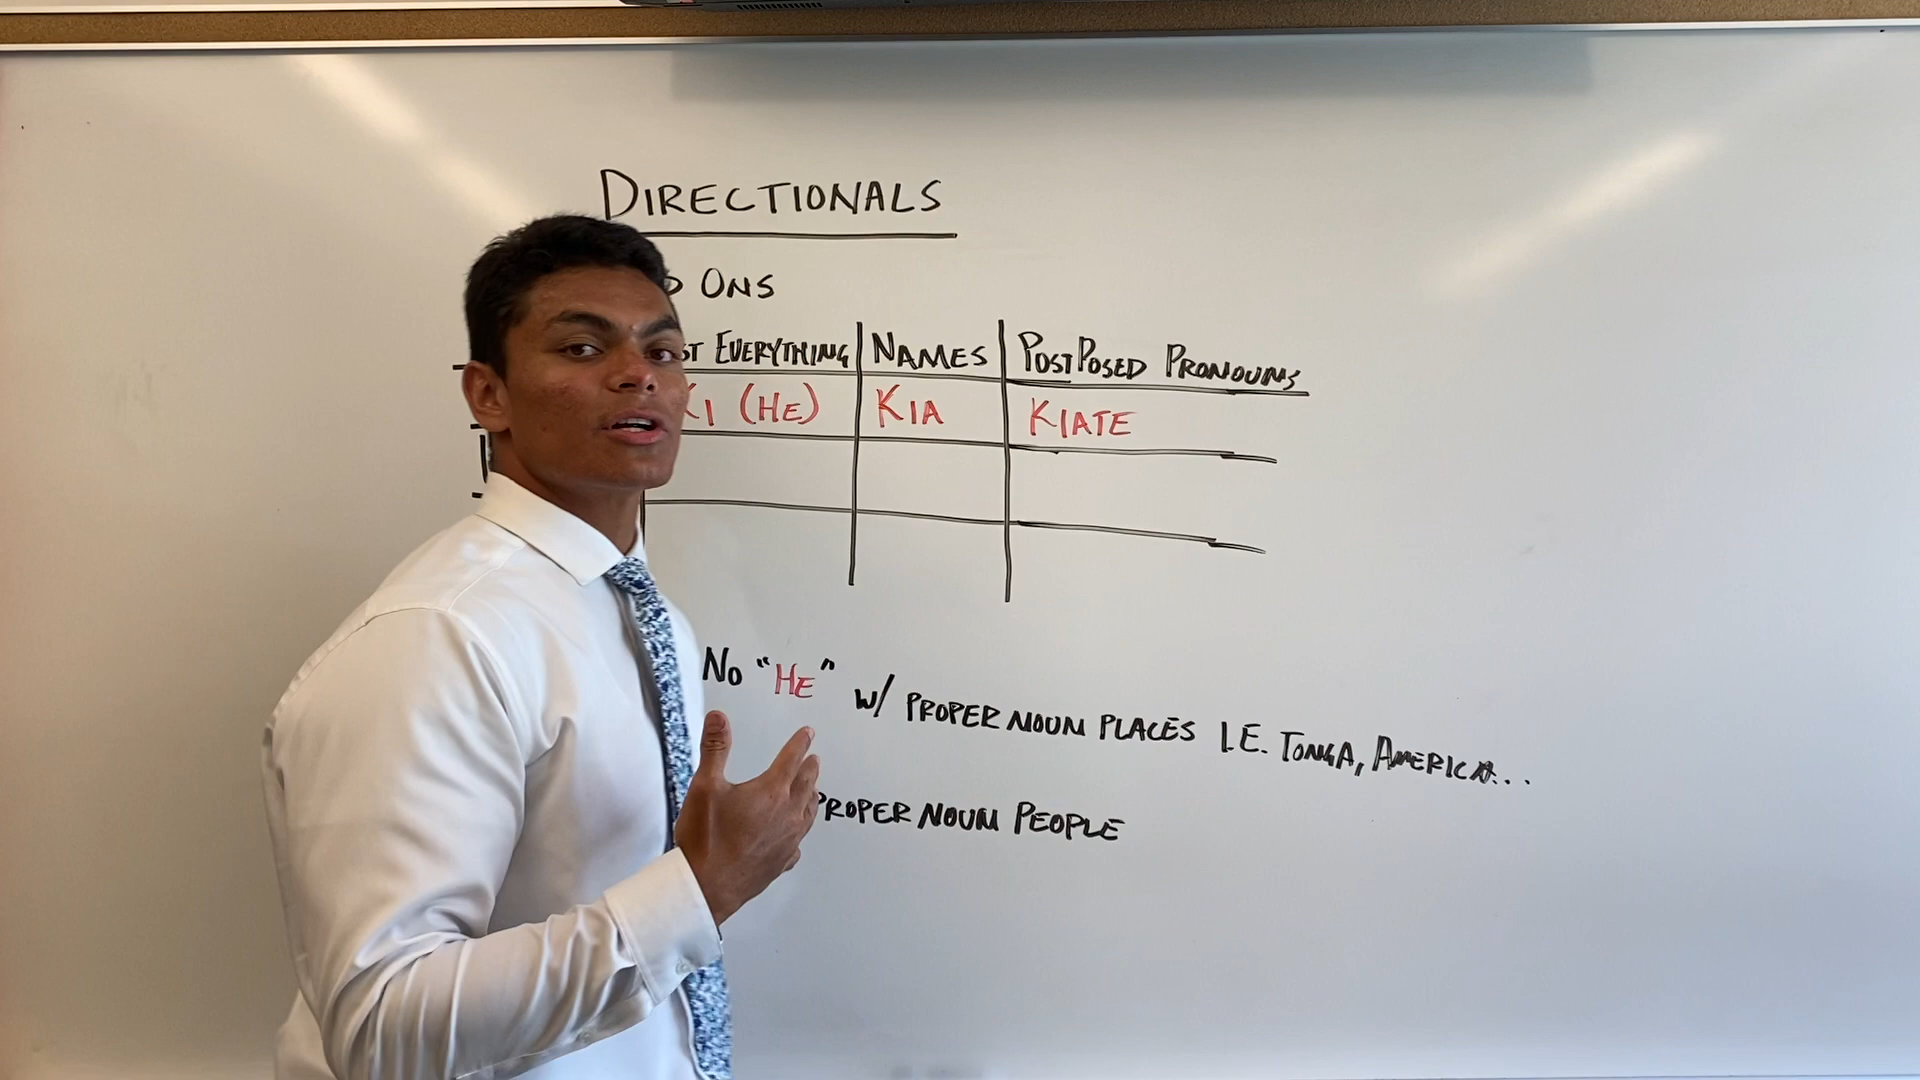 DIRECTIONALS
ONS
EVERYTHING NAMES POSTPOSED PRONOUNS
KI (HE) KIA KIATE
NO "HE" W/ PROPER NOUN PLACES I.E. TONGA, AMERICA...
PROPER NOUN PEOPLE